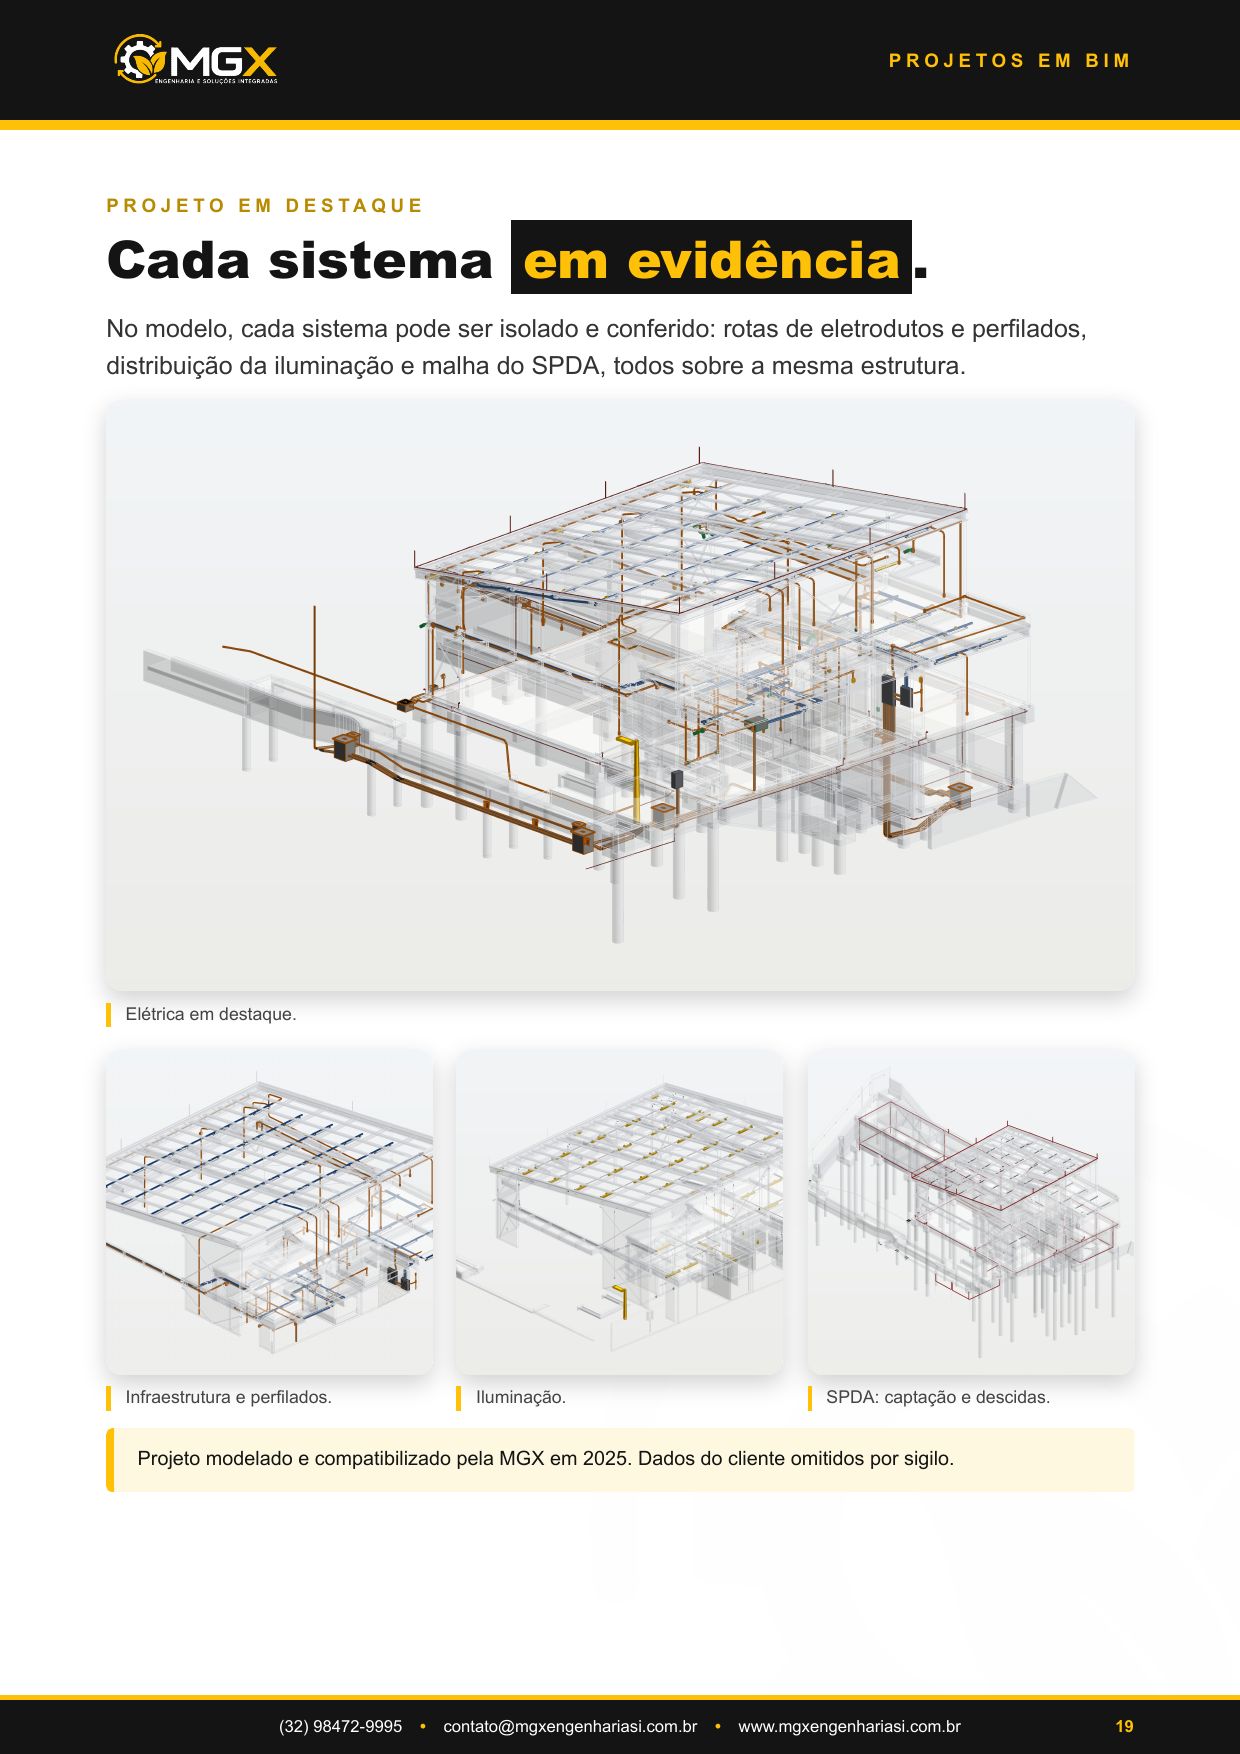 MGX
ENGENHARIA E SOLUÇÕES INTEGRADAS
PROJETOS EM BIM
PROJETO EM DESTAQUE
Cada sistema em evidência.
No modelo, cada sistema pode ser isolado e conferido: rotas de eletrodutos e perfilados,
distribuição da iluminação e malha do SPDA, todos sobre a mesma estrutura.
Elétrica em destaque.
Infraestrutura e perfilados.
Iluminação.
SPDA: captação e descidas.
Projeto modelado e compatibilizado pela MGX em 2025. Dados do cliente omitidos por sigilo.
(32) 98472-9995 • contato@mgxengenhariasi.com.br • www.mgxengenhariasi.com.br 19